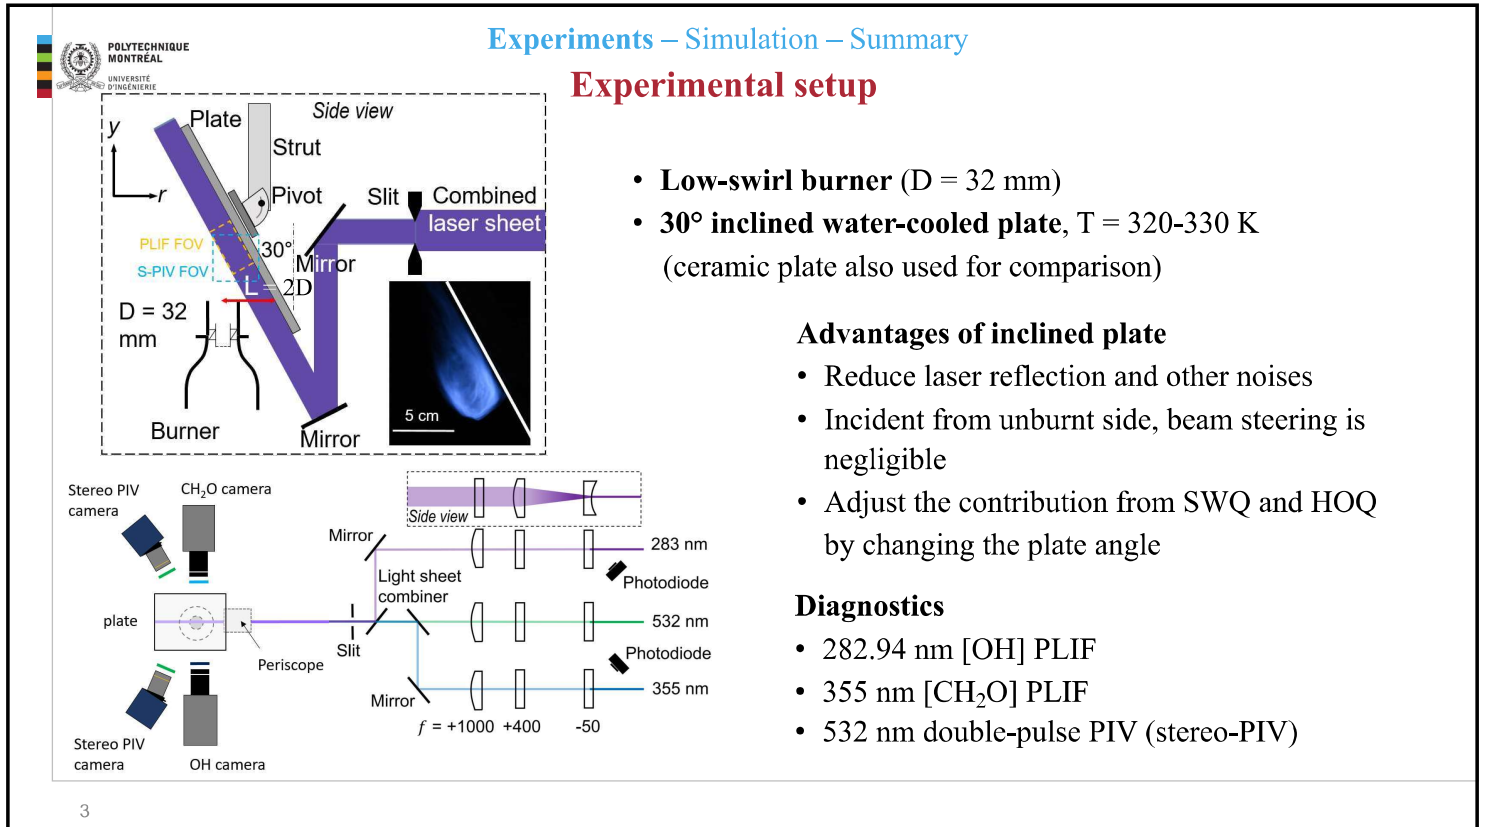 Experiments – Simulation – Summary
POLYTECHNIQUE
MONTRÉAL
UNIVERSITÉ
D'INGÉNIERIE
Experimental setup
Side view
y
r
Plate
Strut
Pivot
Slit
Combined
laser sheet
PLIF FOV
S-PIV FOV
30°
Mirror
L = 2D
D = 32
mm
5 cm
Burner
Mirror
• Low-swirl burner (D = 32 mm)
• 30° inclined water-cooled plate, T = 320-330 K
(ceramic plate also used for comparison)
Advantages of inclined plate
• Reduce laser reflection and other noises
• Incident from unburnt side, beam steering is
negligible
• Adjust the contribution from SWQ and HOQ
by changing the plate angle
Diagnostics
• 282.94 nm [OH] PLIF
• 355 nm [CH₂O] PLIF
• 532 nm double-pulse PIV (stereo-PIV)
Stereo PIV
camera
CH₂O camera
Side view
Mirror
283 nm
Photodiode
Light sheet
combiner
plate
532 nm
Slit
Periscope
Photodiode
355 nm
Mirror
f = +1000 +400 -50
Stereo PIV
camera
OH camera
3